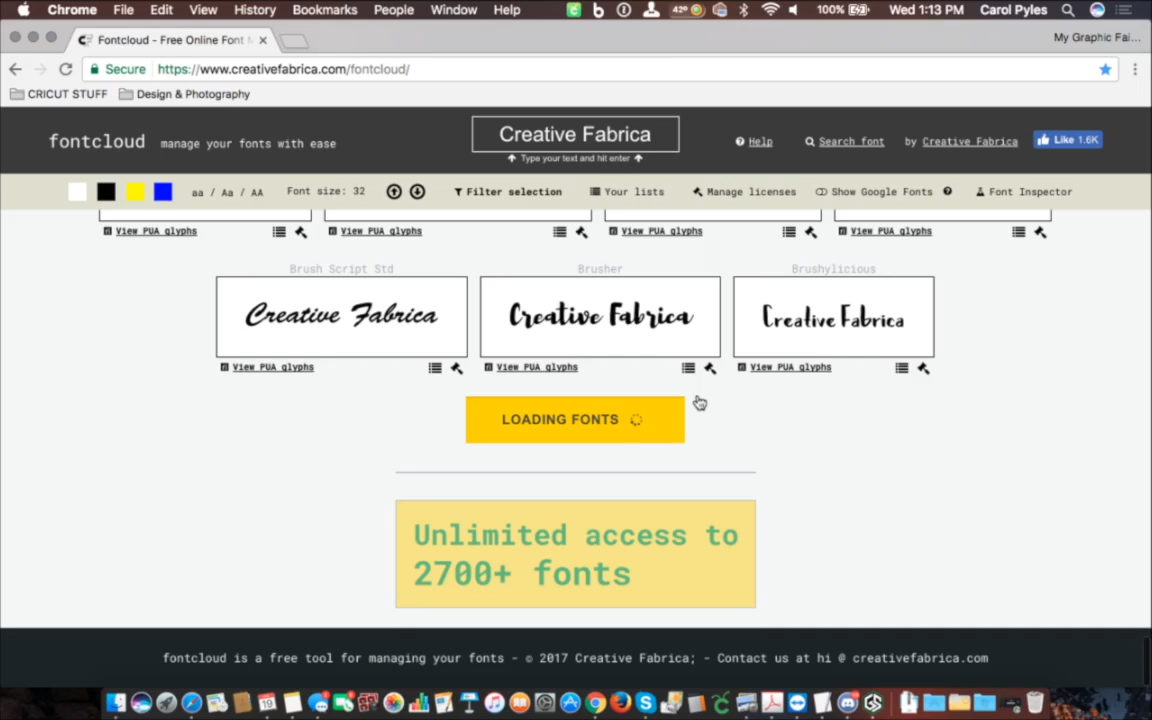 Chrome File Edit View History Bookmarks Window Help 42° 100% Wed 1:13 PM Carol Pyles
Fontcloud - Free Online Font M
My Graphic Fai...
Secure https://www.creativefabrica.com/fontcloud/
CRICUT STUFF Design & Photography
fontcloud manage your fonts with ease Creative Fabrica Help Search font by Creative Fabrica Like 1.6K
Type your text and hit enter
aa / Aa / AA Font size: 32 Filter selection Your lists Manage licenses Show Google Fonts Font Inspector
View PUA glyphs View PUA glyphs View PUA glyphs View PUA glyphs
Brush Script Std Brusher Brushylicious
Creative Fabrica Creative Fabrica Creative Fabrica
View PUA glyphs View PUA glyphs View PUA glyphs
LOADING FONTS
Unlimited access to
2700+ fonts
fontcloud is a free tool for managing your fonts - © 2017 Creative Fabrica; - Contact us at hi @ creativefabrica.com